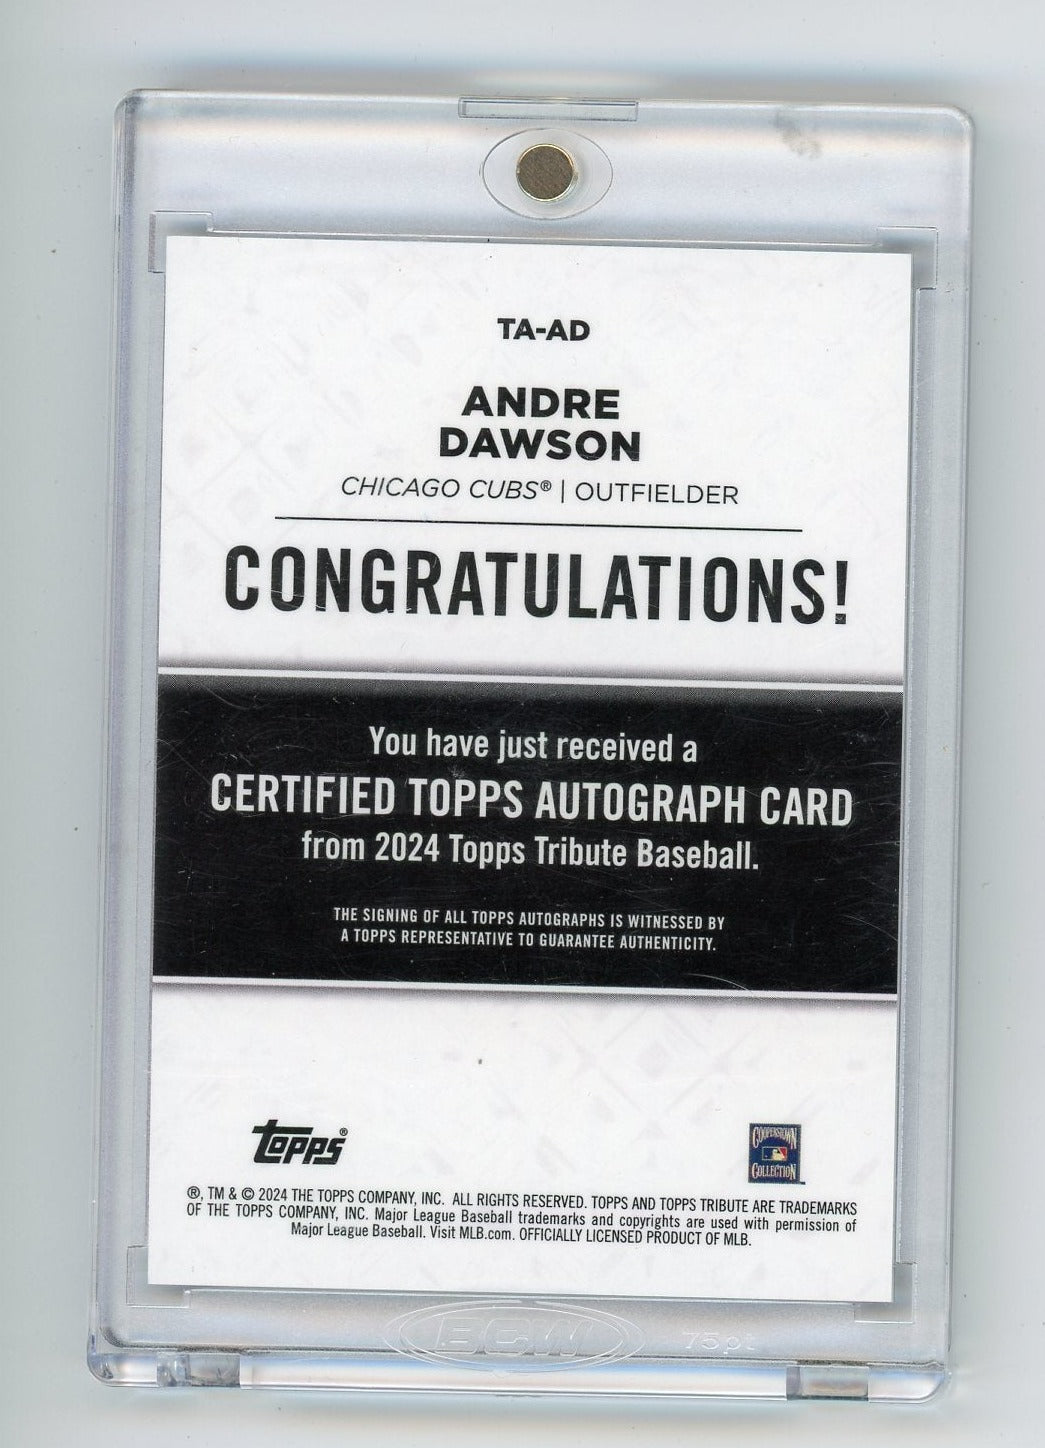 TA-AD
ANDRE
DAWSON
CHICAGO CUBS® | OUTFIELDER
CONGRATULATIONS!
You have just received a
CERTIFIED TOPPS AUTOGRAPH CARD
from 2024 Topps Tribute Baseball.
THE SIGNING OF ALL TOPPS AUTOGRAPHS IS WITNESSED BY
A TOPPS REPRESENTATIVE TO GUARANTEE AUTHENTICITY.
Topps®
COOPERSTOWN
COLLECTION
®, TM & © 2024 THE TOPPS COMPANY, INC. ALL RIGHTS RESERVED. TOPPS AND TOPPS TRIBUTE ARE TRADEMARKS
OF THE TOPPS COMPANY, INC. Major League Baseball trademarks and copyrights are used with permission of
Major League Baseball. Visit MLB.com. OFFICIALLY LICENSED PRODUCT OF MLB.
BCW
75pt